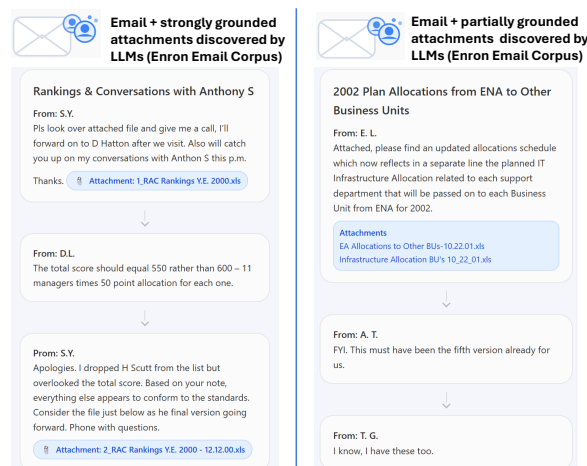 Email + strongly grounded
attachments discovered by
LLMs (Enron Email Corpus)
Rankings & Conversations with Anthony S
From: S.Y.
Pls look over attached file and give me a call, I'll
forward on to D Hatton after we visit. Also will catch
you up on my conversations with Anthon S this p.m.
Thanks. Attachment: 1_RAC Rankings Y.E. 2000.xls
From: D.L.
The total score should equal 550 rather than 600 – 11
managers times 50 point allocation for each one.
Prom: S.Y.
Apologies. I dropped H Scutt from the list but
overlooked the total score. Based on your note,
everything else appears to conform to the standards.
Consider the file just below as he final version going
forward. Phone with questions.
Attachment: 2_RAC Rankings Y.E. 2000 - 12.12.00.xls
Email + partially grounded
attachments discovered by
LLMs (Enron Email Corpus)
2002 Plan Allocations from ENA to Other
Business Units
From: E. L.
Attached, please find an updated allocations schedule
which now reflects in a separate line the planned IT
Infrastructure Allocation related to each support
department that will be passed on to each Business
Unit from ENA for 2002.
Attachments
EA Allocations to Other BUs-10.22.01.xls
Infrastructure Allocation BU's 10_22_01.xls
From: A. T.
FYI. This must have been the fifth version already for
us.
From: T. G.
I know, I have these too.